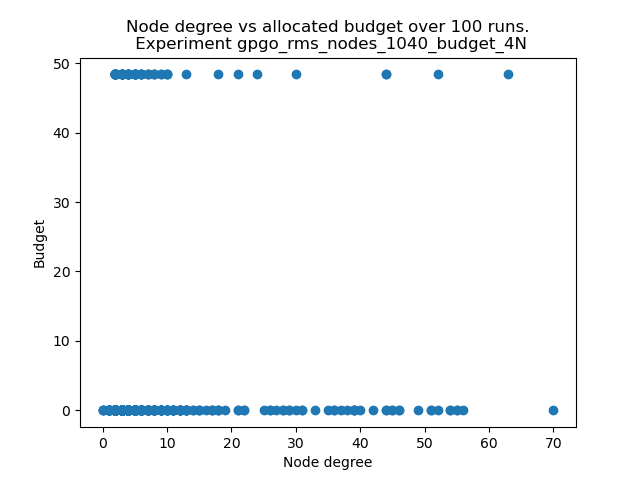 Node degree vs allocated budget over 100 runs.
Experiment gpgo_rms_nodes_1040_budget_4N
50
40
30
20
10
0
Budget
0 10 20 30 40 50 60 70
Node degree